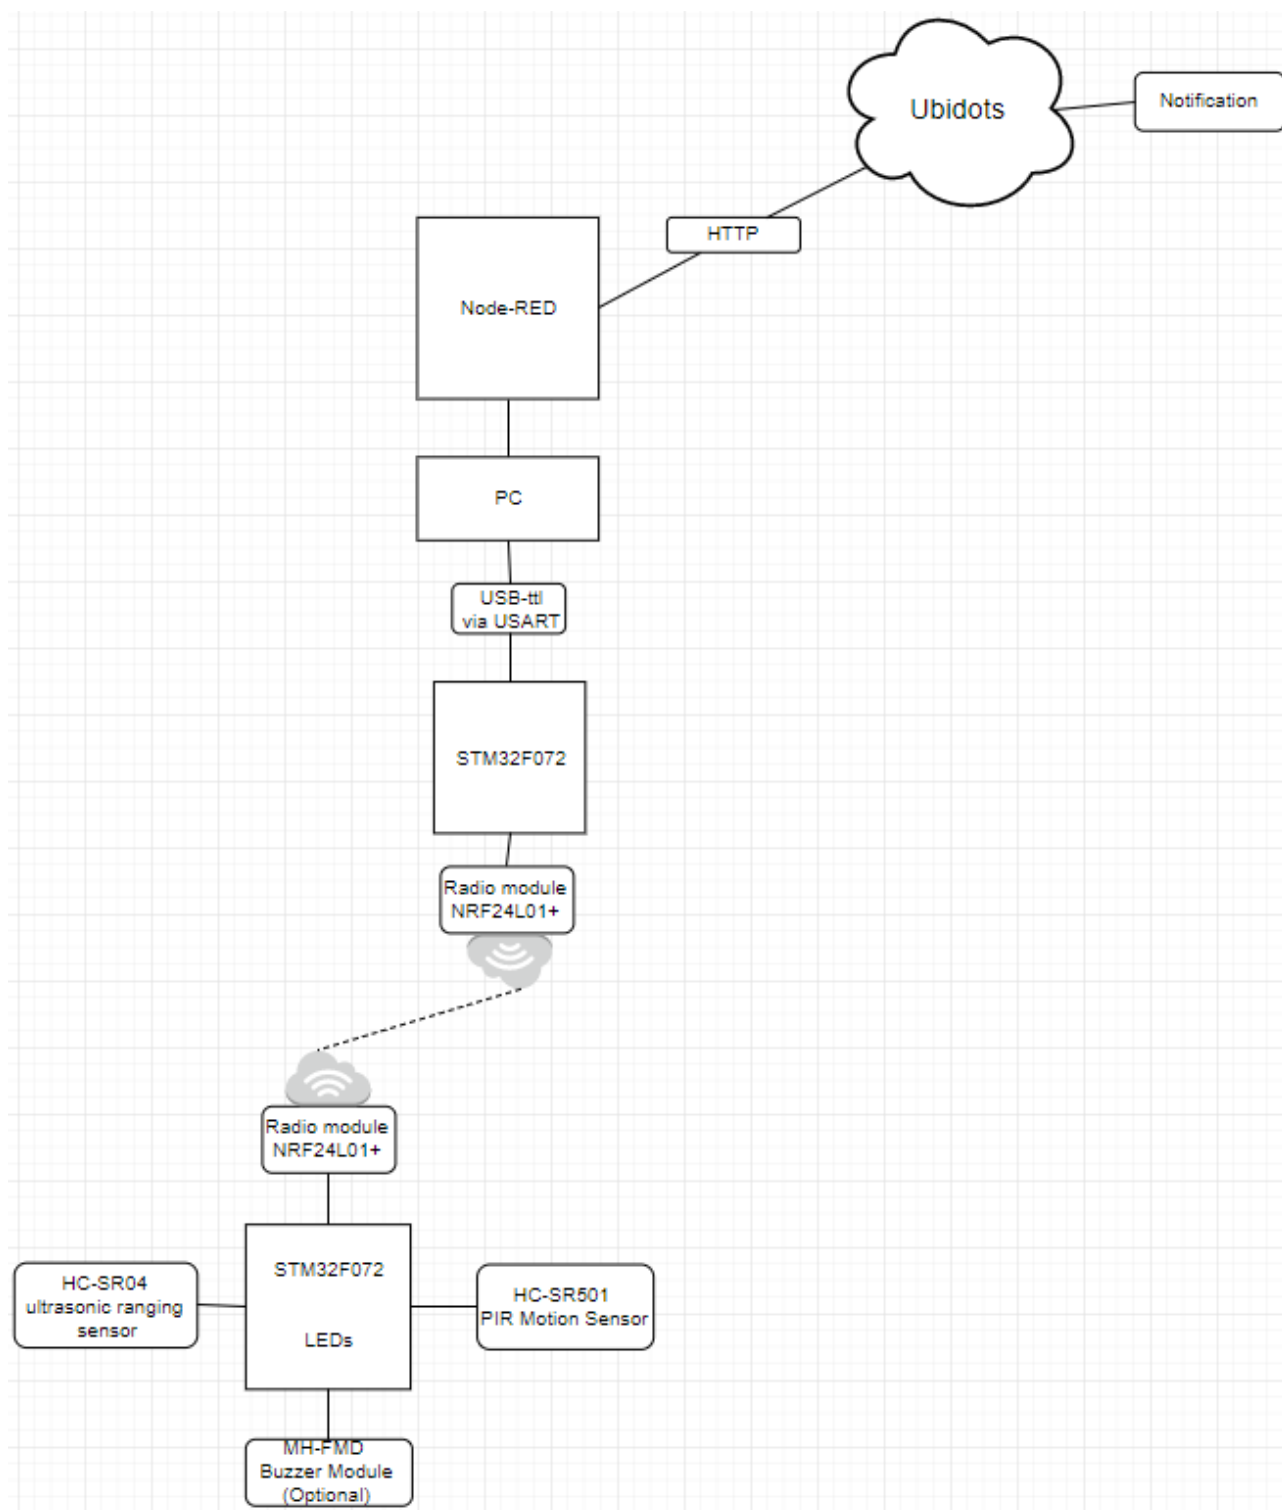 Ubidots
Notification
HTTP
Node-RED
PC
USB-ttl
via USART
STM32F072
Radio module
NRF24L01+
Radio module
NRF24L01+
STM32F072
LEDs
HC-SR04
ultrasonic ranging
sensor
HC-SR501
PIR Motion Sensor
MH-FMD
Buzzer Module
(Optional)